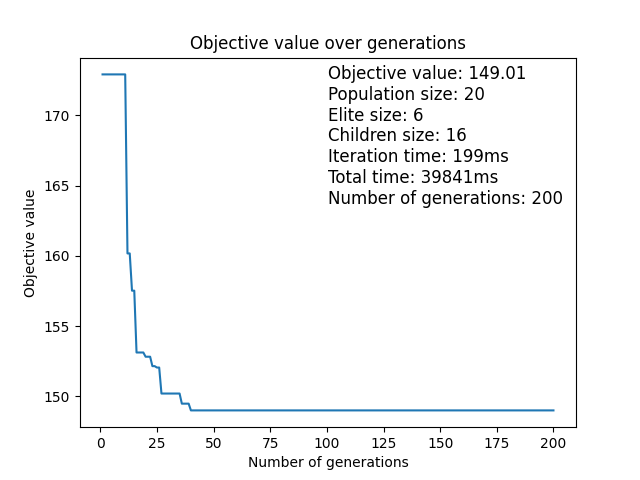 Objective value over generations
Objective value: 149.01
Population size: 20
Elite size: 6
Children size: 16
Iteration time: 199ms
Total time: 39841ms
Number of generations: 200
Objective value
170
165
160
155
150
0 25 50 75 100 125 150 175 200
Number of generations